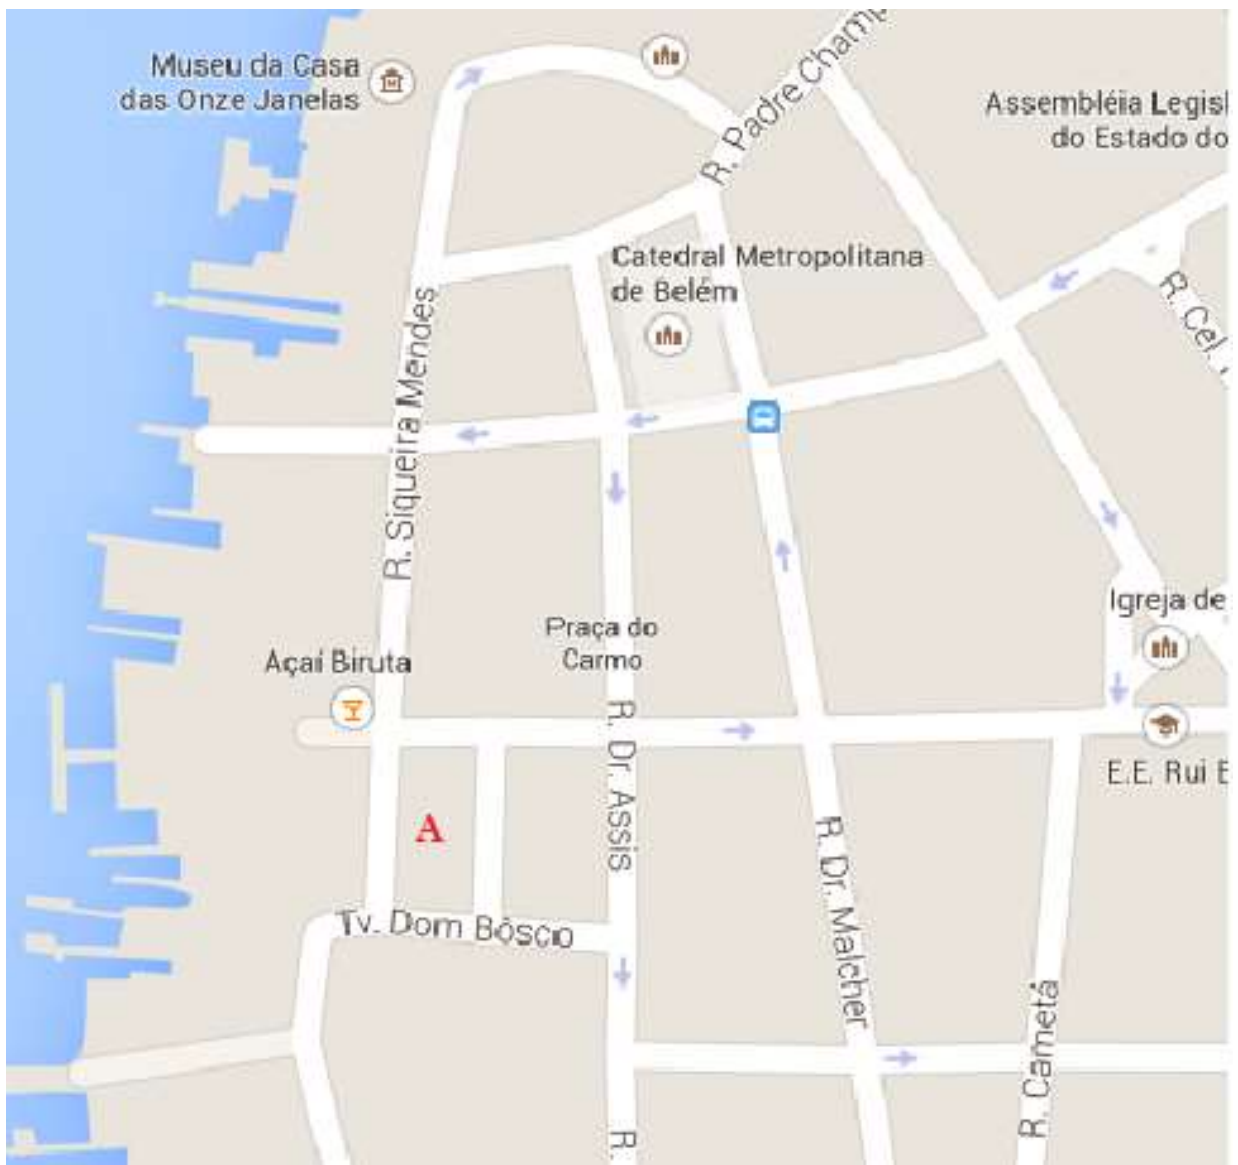 Museu da Casa
das Onze Janelas
R. Padre Champ
Assembléia Legisl
do Estado do
Catedral Metropolitana
de Belém
R. Cel.
R. Siqueira Mendes
Igreja de
Praça do
Carmo
Açaí Biruta
R. Dr. Assis
E.E. Rui B
A
R. Dr. Malcher
Tv. Dom Bôscio
R. Cametá
R.